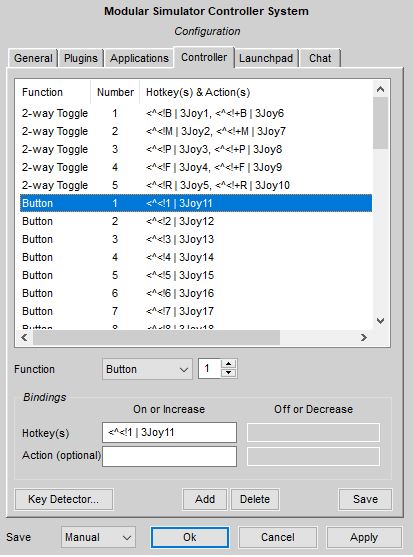 Modular Simulator Controller System
Configuration
General Plugins Applications Controller Launchpad Chat
Function Number Hotkey(s) & Action(s)
2-way Toggle 1 <^<!B | 3Joy1, <^<!+B | 3Joy6
2-way Toggle 2 <^<!M | 3Joy2, <^<!+M | 3Joy7
2-way Toggle 3 <^<!P | 3Joy3, <^<!+P | 3Joy8
2-way Toggle 4 <^<!F | 3Joy4, <^<!+F | 3Joy9
2-way Toggle 5 <^<!R | 3Joy5, <^<!+R | 3Joy10
Button 1 <^<!1 | 3Joy11
Button 2 <^<!2 | 3Joy12
Button 3 <^<!3 | 3Joy13
Button 4 <^<!4 | 3Joy14
Button 5 <^<!5 | 3Joy15
Button 6 <^<!6 | 3Joy16
Button 7 <^<!7 | 3Joy17
Button 8 <^<!8 | 3Joy18
Function Button 1
Bindings
On or Increase Off or Decrease
Hotkey(s) <^<!1 | 3Joy11
Action (optional)
Key Detector... Add Delete Save
Save Manual Ok Cancel Apply